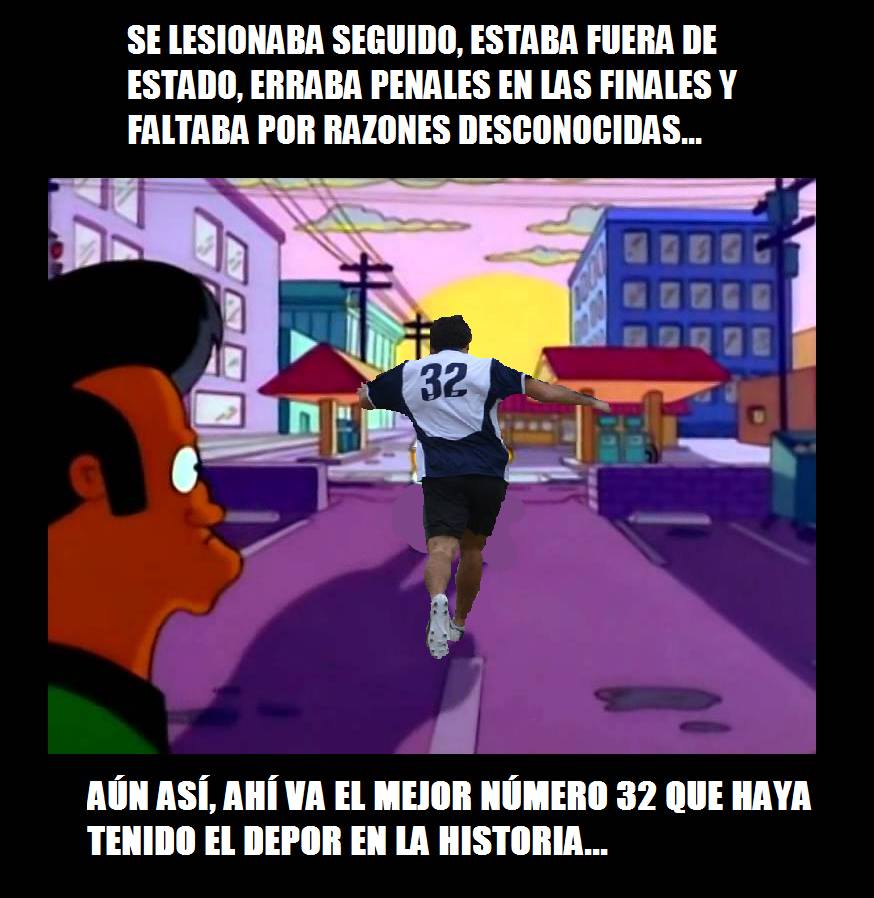 SE LESIONABA SEGUIDO, ESTABA FUERA DE
ESTADO, ERRABA PENALES EN LAS FINALES Y
FALTABA POR RAZONES DESCONOCIDAS...
32
AÚN ASÍ, AHÍ VA EL MEJOR NÚMERO 32 QUE HAYA
TENIDO EL DEPOR EN LA HISTORIA...